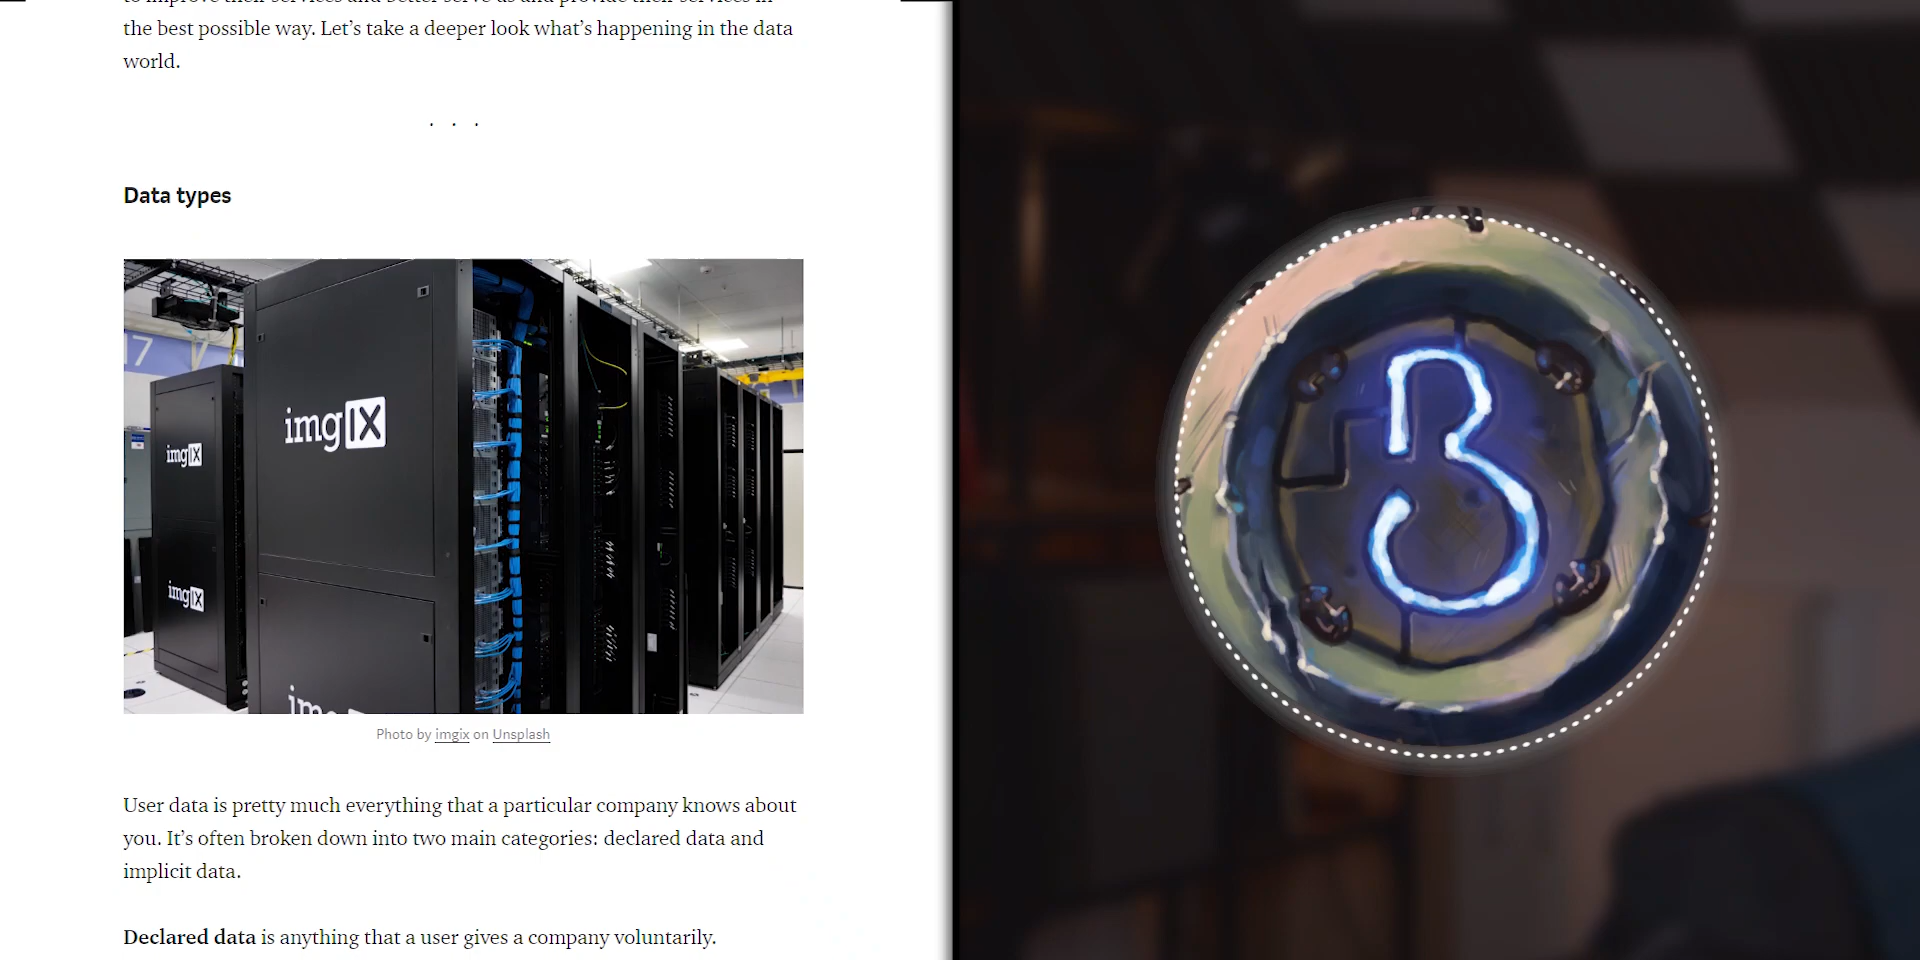 the best possible way. Let’s take a deeper look what’s happening in the data
world.
. . .
Data types
17
imgIX
imgIX
imgIX
Photo by imgix on Unsplash
User data is pretty much everything that a particular company knows about
you. It’s often broken down into two main categories: declared data and
implicit data.
Declared data is anything that a user gives a company voluntarily.
3